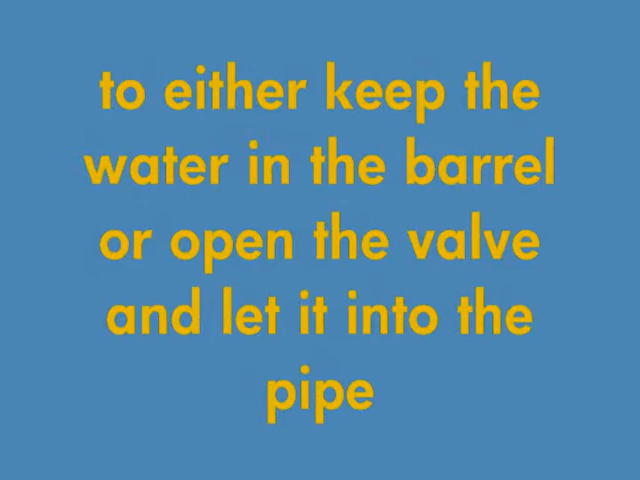 to either keep the
water in the barrel
or open the valve
and let it into the
pipe